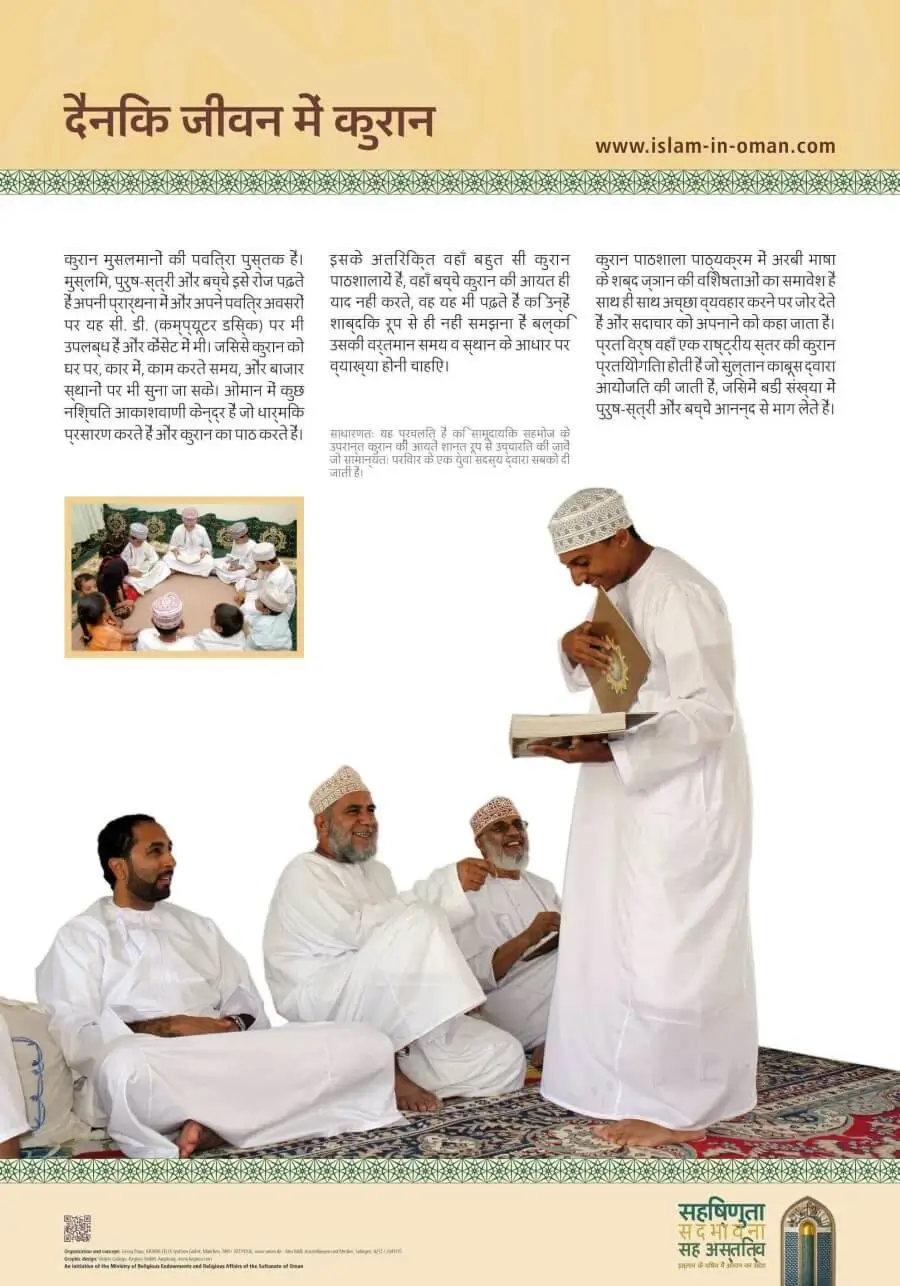 दैनकि जीवन में कुरान
www.islam-in-oman.com
कुरान मुसलमानों की पवति्रा पुस्तक है।
मुस्लमि, पुरुष-स्त्री और बच्चे इसे रोज पढ़ते
है अपनी प्रार्थना में और अपने पवति्र अवसरों
पर यह सी. डी. (कम्प्यूटर डसि्क) पर भी
उपलब्ध है और कैसेट में मी। जसिसे कुरान को
घर पर, कार में, काम करते समय, और बाजार
स्थानों पर भी सुना जा सके। ओमान में कुछ
नशि्चति आकाशवाणी केन्द्र है जो धार्मकि
प्रसारण करते है और कुरान का पाठ करते है।
इसके अतरिक्ति वहाँ बहुत सी कुरान
पाठशालायें है, वहाँ बच्चे कुरान की आयत ही
याद नही करते, वह यह भी पढ़ते है कि उन्हें
शाब्दकि रूप से ही नही समझना है बल्कि
उसकी वर्तमान समय व स्थान के आधार पर
व्याख्या होनी चाहएि।
साधारणतः यह प्रचलति है कि सामूदायकि सहमोज के
उपरान्त कुरान की आयते शान्त रूप से उच्चारति की जावें
जो सामान्यतः परविार के एक युवा सदस्य द्वारा सबको दी
जाती है।
कुरान पाठशाला पाठ्यक्रम में अरबी भाषा
के शब्द ज्ञान की वशिेषताओं का समावेश है
साथ ही साथ अच्छा व्यवहार करने पर जोर देते
है और सदाचार को अपनाने को कहा जाता है।
प्रतविर्ष वहाँ एक राष्ट्रीय स्तर की कुरान
प्रतयिोगति‌ा होती है जो सुल्तान काबूस द्वारा
आयोजति की जाती है, जसिमें बडी संख्या में
पुरुष-स्त्री और बच्चे आनन्द से माग लेते है।
Organization and concept:
Graphic design:
An initiative of the Ministry of Religious Endowments and Religious Affairs of the Sultanate of Oman
सहषिणुता
सदभावना
सह अस्ततिव